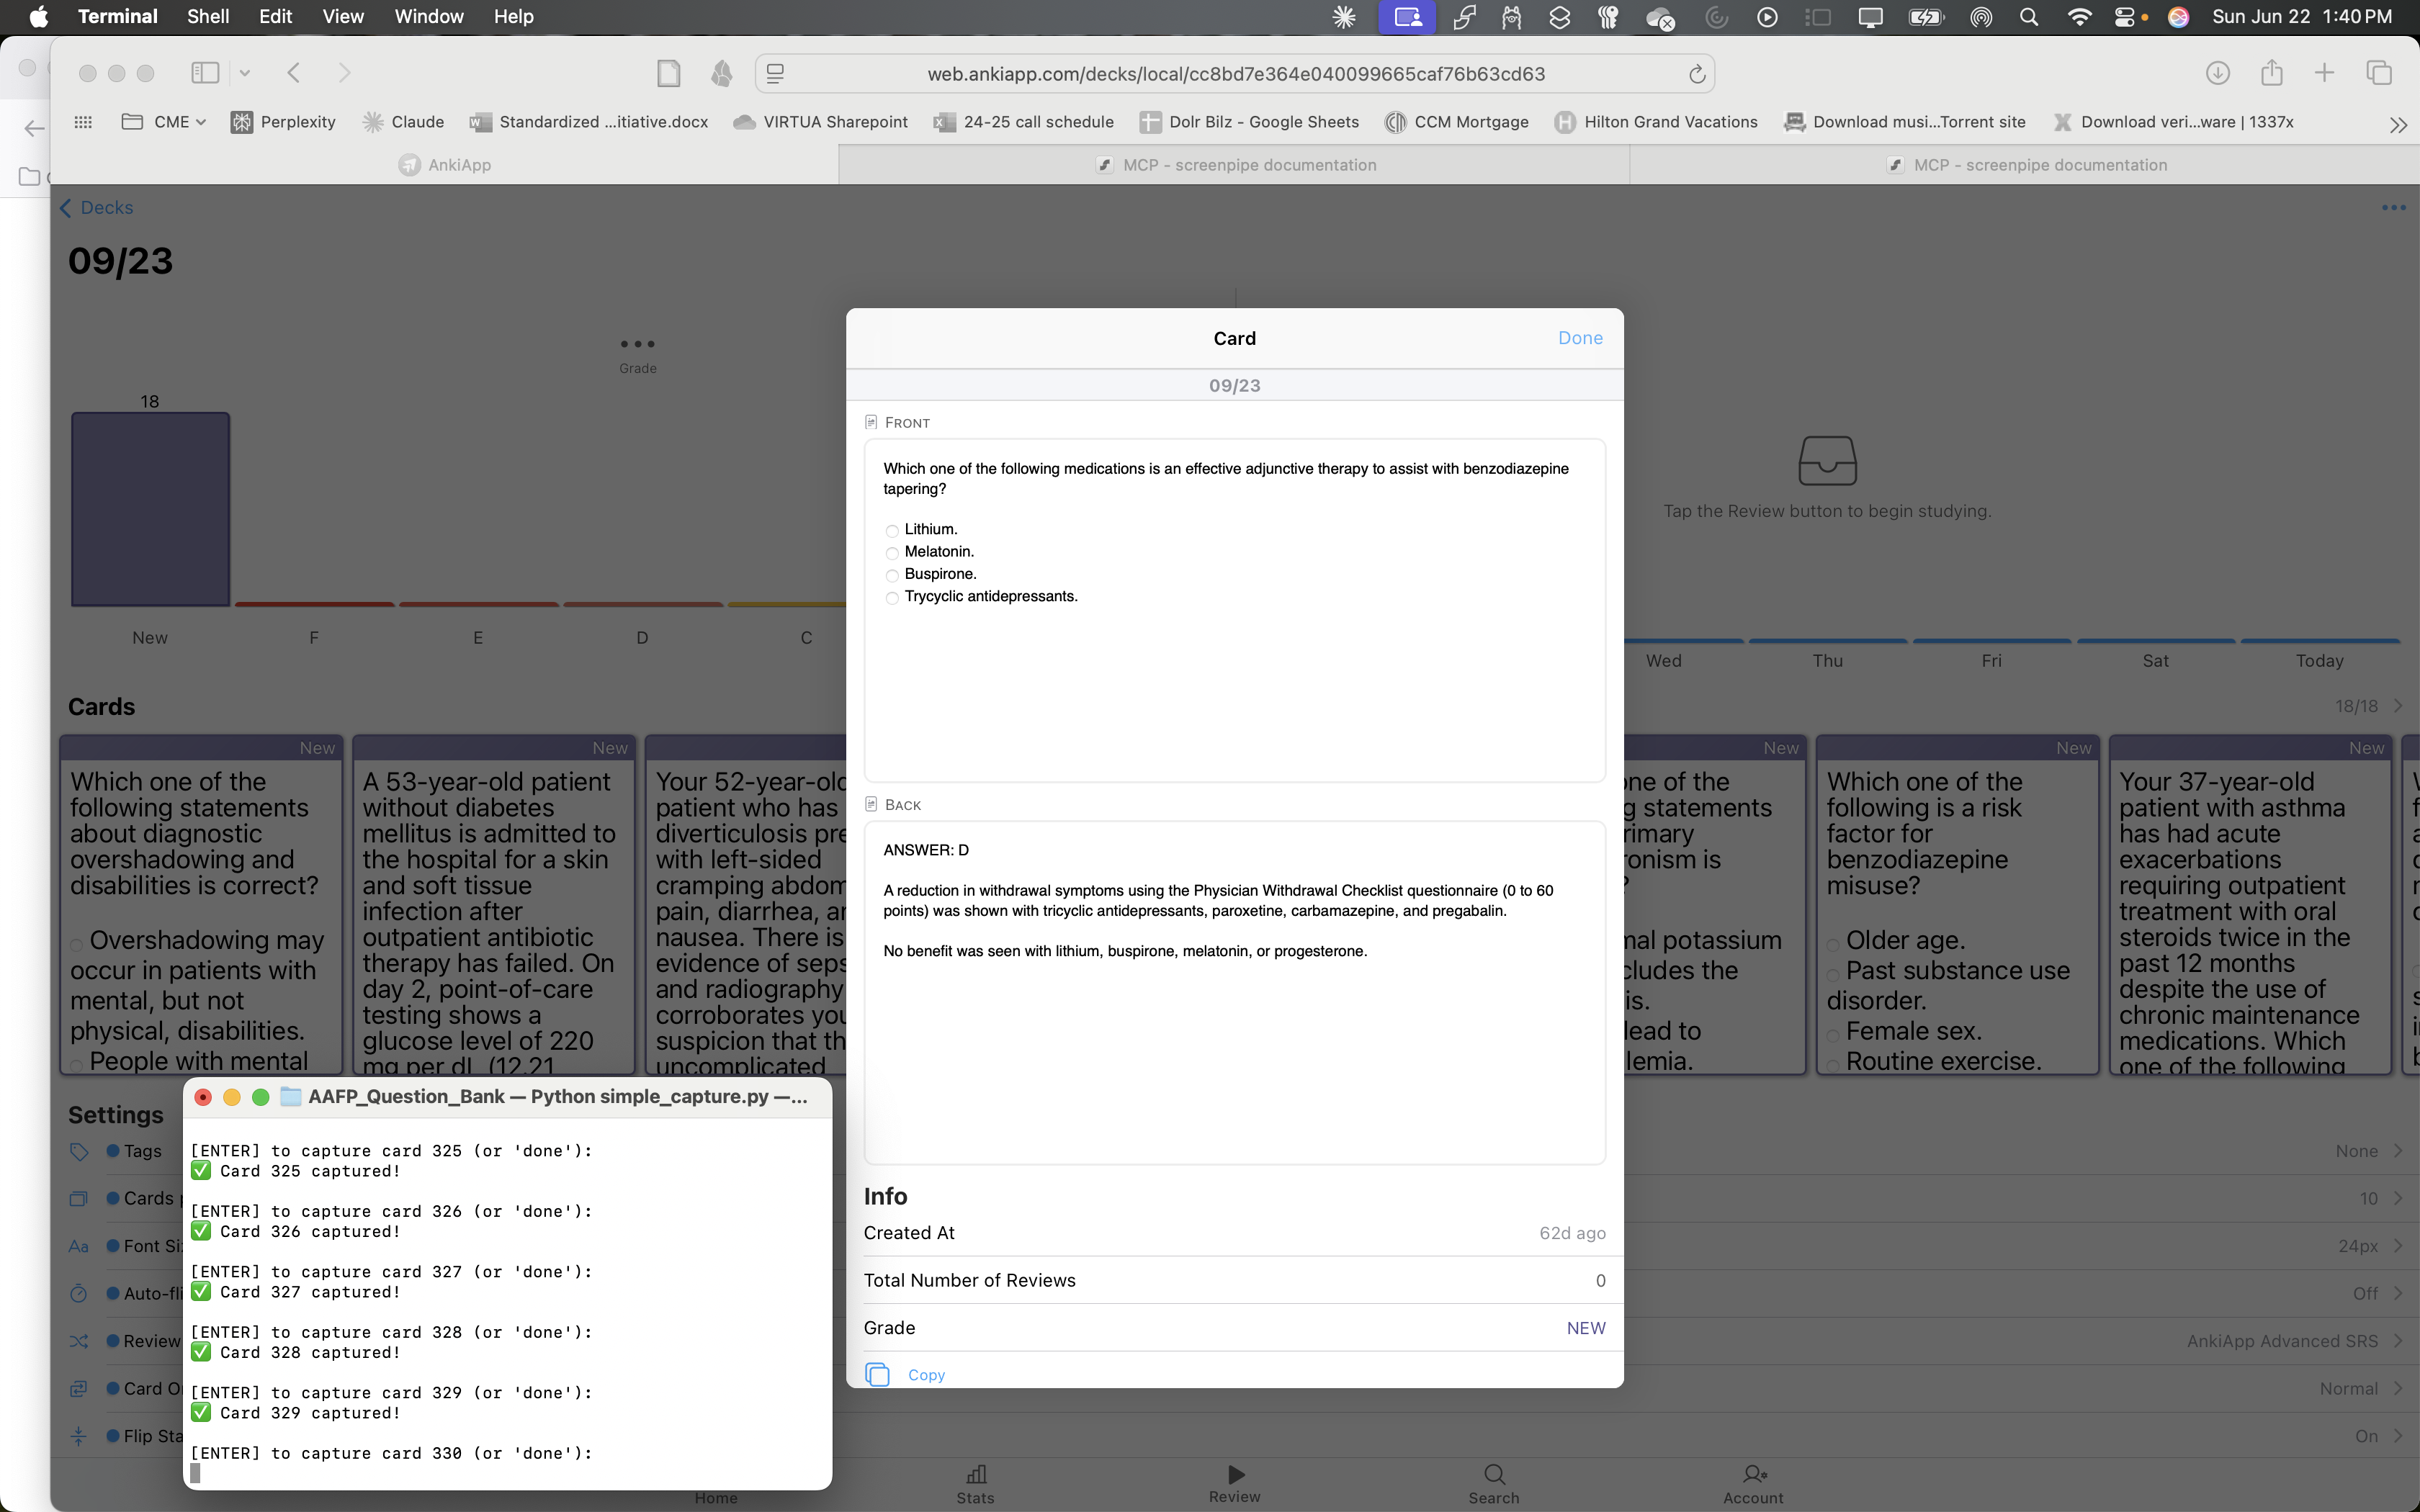 Terminal Shell Edit View Window Help
Sun Jun 22 1:40 PM
web.ankiapp.com/decks/local/cc8bd7e364e040099665caf76b63cd63
CME Perplexity Claude Standardized ...itiative.docx VIRTUA Sharepoint 24-25 call schedule Dolr Bilz - Google Sheets CCM Mortgage Hilton Grand Vacations Download musi...Torrent site Download veri...ware | 1337x
AnkiApp MCP - screenpipe documentation MCP - screenpipe documentation
Decks
09/23
Grade
18
New F E D C
Card Done
09/23
FRONT
Which one of the following medications is an effective adjunctive therapy to assist with benzodiazepine
tapering?
Lithium.
Melatonin.
Buspirone.
Trycyclic antidepressants.
BACK
ANSWER: D
A reduction in withdrawal symptoms using the Physician Withdrawal Checklist questionnaire (0 to 60
points) was shown with tricyclic antidepressants, paroxetine, carbamazepine, and pregabalin.
No benefit was seen with lithium, buspirone, melatonin, or progesterone.
Info
Created At 62d ago
Total Number of Reviews 0
Grade NEW
Copy
Tap the Review button to begin studying.
Wed Thu Fri Sat Today
Cards
18/18
New
Which one of the
following statements
about diagnostic
overshadowing and
disabilities is correct?
Overshadowing may
occur in patients with
mental, but not
physical, disabilities.
People with mental
New
A 53-year-old patient
without diabetes
mellitus is admitted to
the hospital for a skin
and soft tissue
infection after
outpatient antibiotic
therapy has failed. On
day 2, point-of-care
testing shows a
glucose level of 220
mg per dL (12.21
Your 52-year-old
patient who has
diverticulosis pre
with left-sided
cramping abdom
pain, diarrhea, an
nausea. There is
evidence of seps
and radiography
corroborates you
suspicion that th
uncomplicated
New
one of the
g statements
rimary
ronism is
?
mal potassium
cludes the
is.
lead to
lemia.
New
Which one of the
following is a risk
factor for
benzodiazepine
misuse?
Older age.
Past substance use
disorder.
Female sex.
Routine exercise.
New
Your 37-year-old
patient with asthma
has had acute
exacerbations
requiring outpatient
treatment with oral
steroids twice in the
past 12 months
despite the use of
chronic maintenance
medications. Which
one of the following
Settings
Tags None
Cards 10
Aa Font Si 24px
Auto-fli Off
Review AnkiApp Advanced SRS
Card O Normal
Flip Sta On
AAFP_Question_Bank — Python simple_capture.py —...
[ENTER] to capture card 325 (or 'done'):
✅ Card 325 captured!
[ENTER] to capture card 326 (or 'done'):
✅ Card 326 captured!
[ENTER] to capture card 327 (or 'done'):
✅ Card 327 captured!
[ENTER] to capture card 328 (or 'done'):
✅ Card 328 captured!
[ENTER] to capture card 329 (or 'done'):
✅ Card 329 captured!
[ENTER] to capture card 330 (or 'done'):
Home Stats Review Search Account